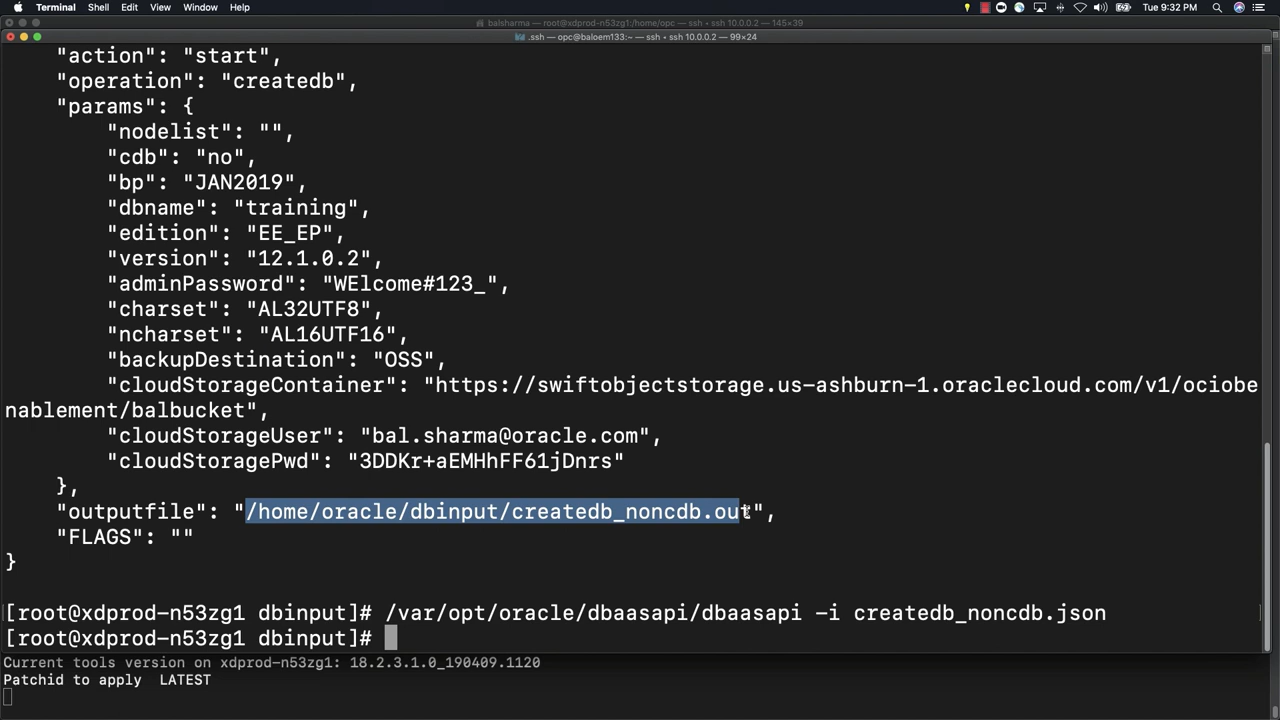 Terminal Shell Edit View Window Help Tue 9:32 PM
balsharma — root@xdprod-n53zg1:/home/opc — ssh • ssh 10.0.0.2 — 145×39
.ssh — opc@baloem133:~ — ssh • ssh 10.0.0.2 — 99×24
"action": "start",
"operation": "createdb",
"params": {
"nodelist": "",
"cdb": "no",
"bp": "JAN2019",
"dbname": "training",
"edition": "EE_EP",
"version": "12.1.0.2",
"adminPassword": "WElcome#123_",
"charset": "AL32UTF8",
"ncharset": "AL16UTF16",
"backupDestination": "OSS",
"cloudStorageContainer": "https://swiftobjectstorage.us-ashburn-1.oraclecloud.com/v1/ociobe
nablement/balbucket",
"cloudStorageUser": "bal.sharma@oracle.com",
"cloudStoragePwd": "3DDKr+aEMHhFF61jDnrs"
},
"outputfile": "/home/oracle/dbinput/createdb_noncdb.out",
"FLAGS": ""
}
[root@xdprod-n53zg1 dbinput]# /var/opt/oracle/dbaasapi/dbaasapi -i createdb_noncdb.json
[root@xdprod-n53zg1 dbinput]#
Current tools version on xdprod-n53zg1: 18.2.3.1.0_190409.1120
Patchid to apply LATEST